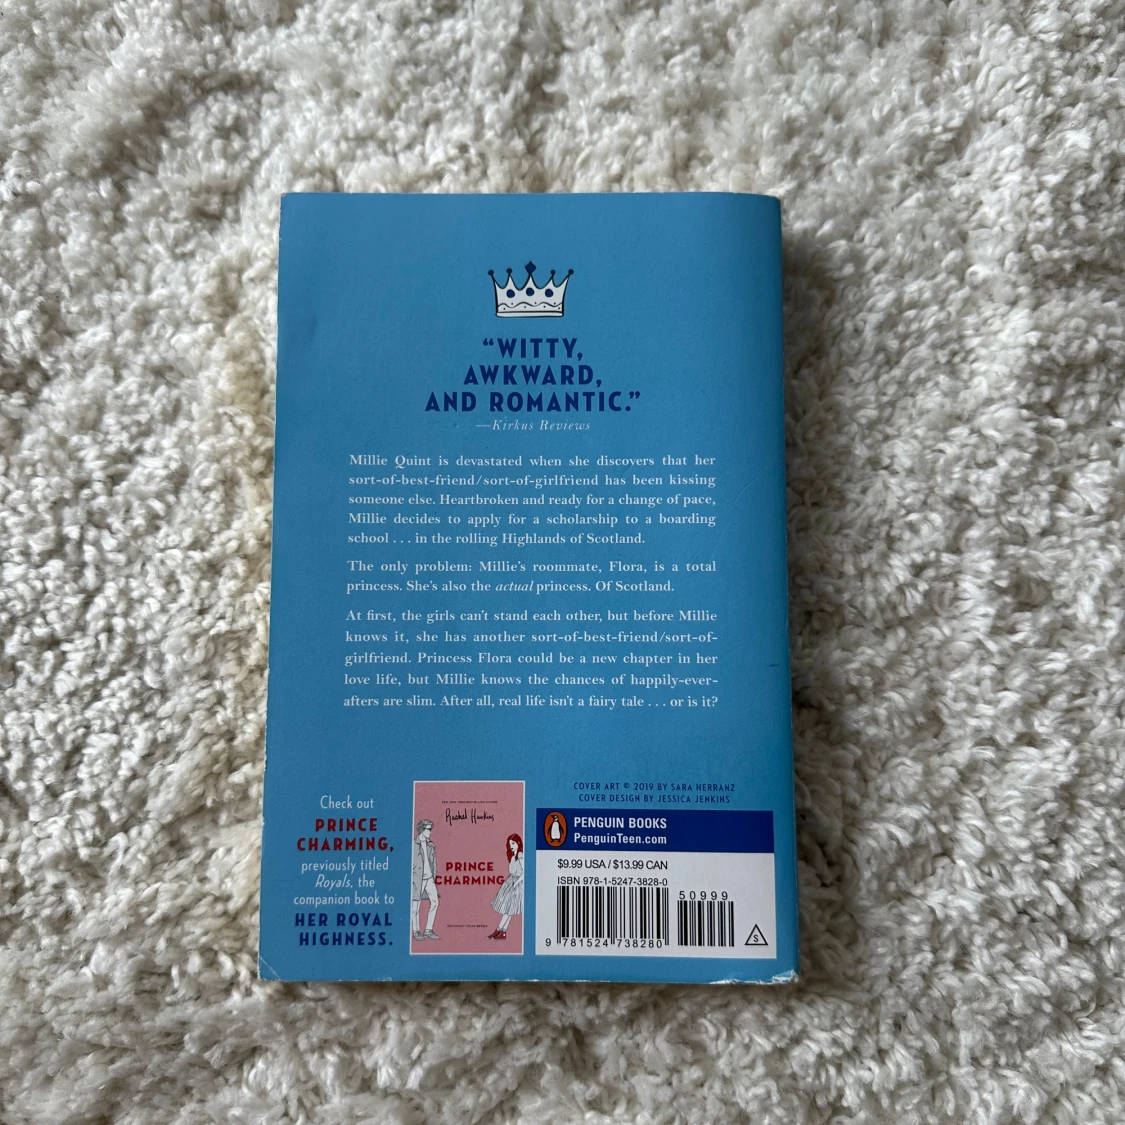 “WITTY,
AWKWARD,
AND ROMANTIC.”
—Kirkus Reviews
Millie Quint is devastated when she discovers that her
sort-of-best-friend/sort-of-girlfriend has been kissing
someone else. Heartbroken and ready for a change of pace,
Millie decides to apply for a scholarship to a boarding
school . . . in the rolling Highlands of Scotland.
The only problem: Millie’s roommate, Flora, is a total
princess. She’s also the actual princess. Of Scotland.
At first, the girls can’t stand each other, but before Millie
knows it, she has another sort-of-best-friend/sort-of-
girlfriend. Princess Flora could be a new chapter in her
love life, but Millie knows the chances of happily-ever-
afters are slim. After all, real life isn’t a fairy tale . . . or is it?
Check out
PRINCE
CHARMING,
previously titled
Royals, the
companion book to
HER ROYAL
HIGHNESS.
Rachel Hawkins
PRINCE
CHARMING
COVER ART © 2019 BY SARA HERRANZ
COVER DESIGN BY JESSICA JENKINS
PENGUIN BOOKS
PenguinTeen.com
$9.99 USA / $13.99 CAN
ISBN 978-1-5247-3828-0
50999
9 781524 738280
S